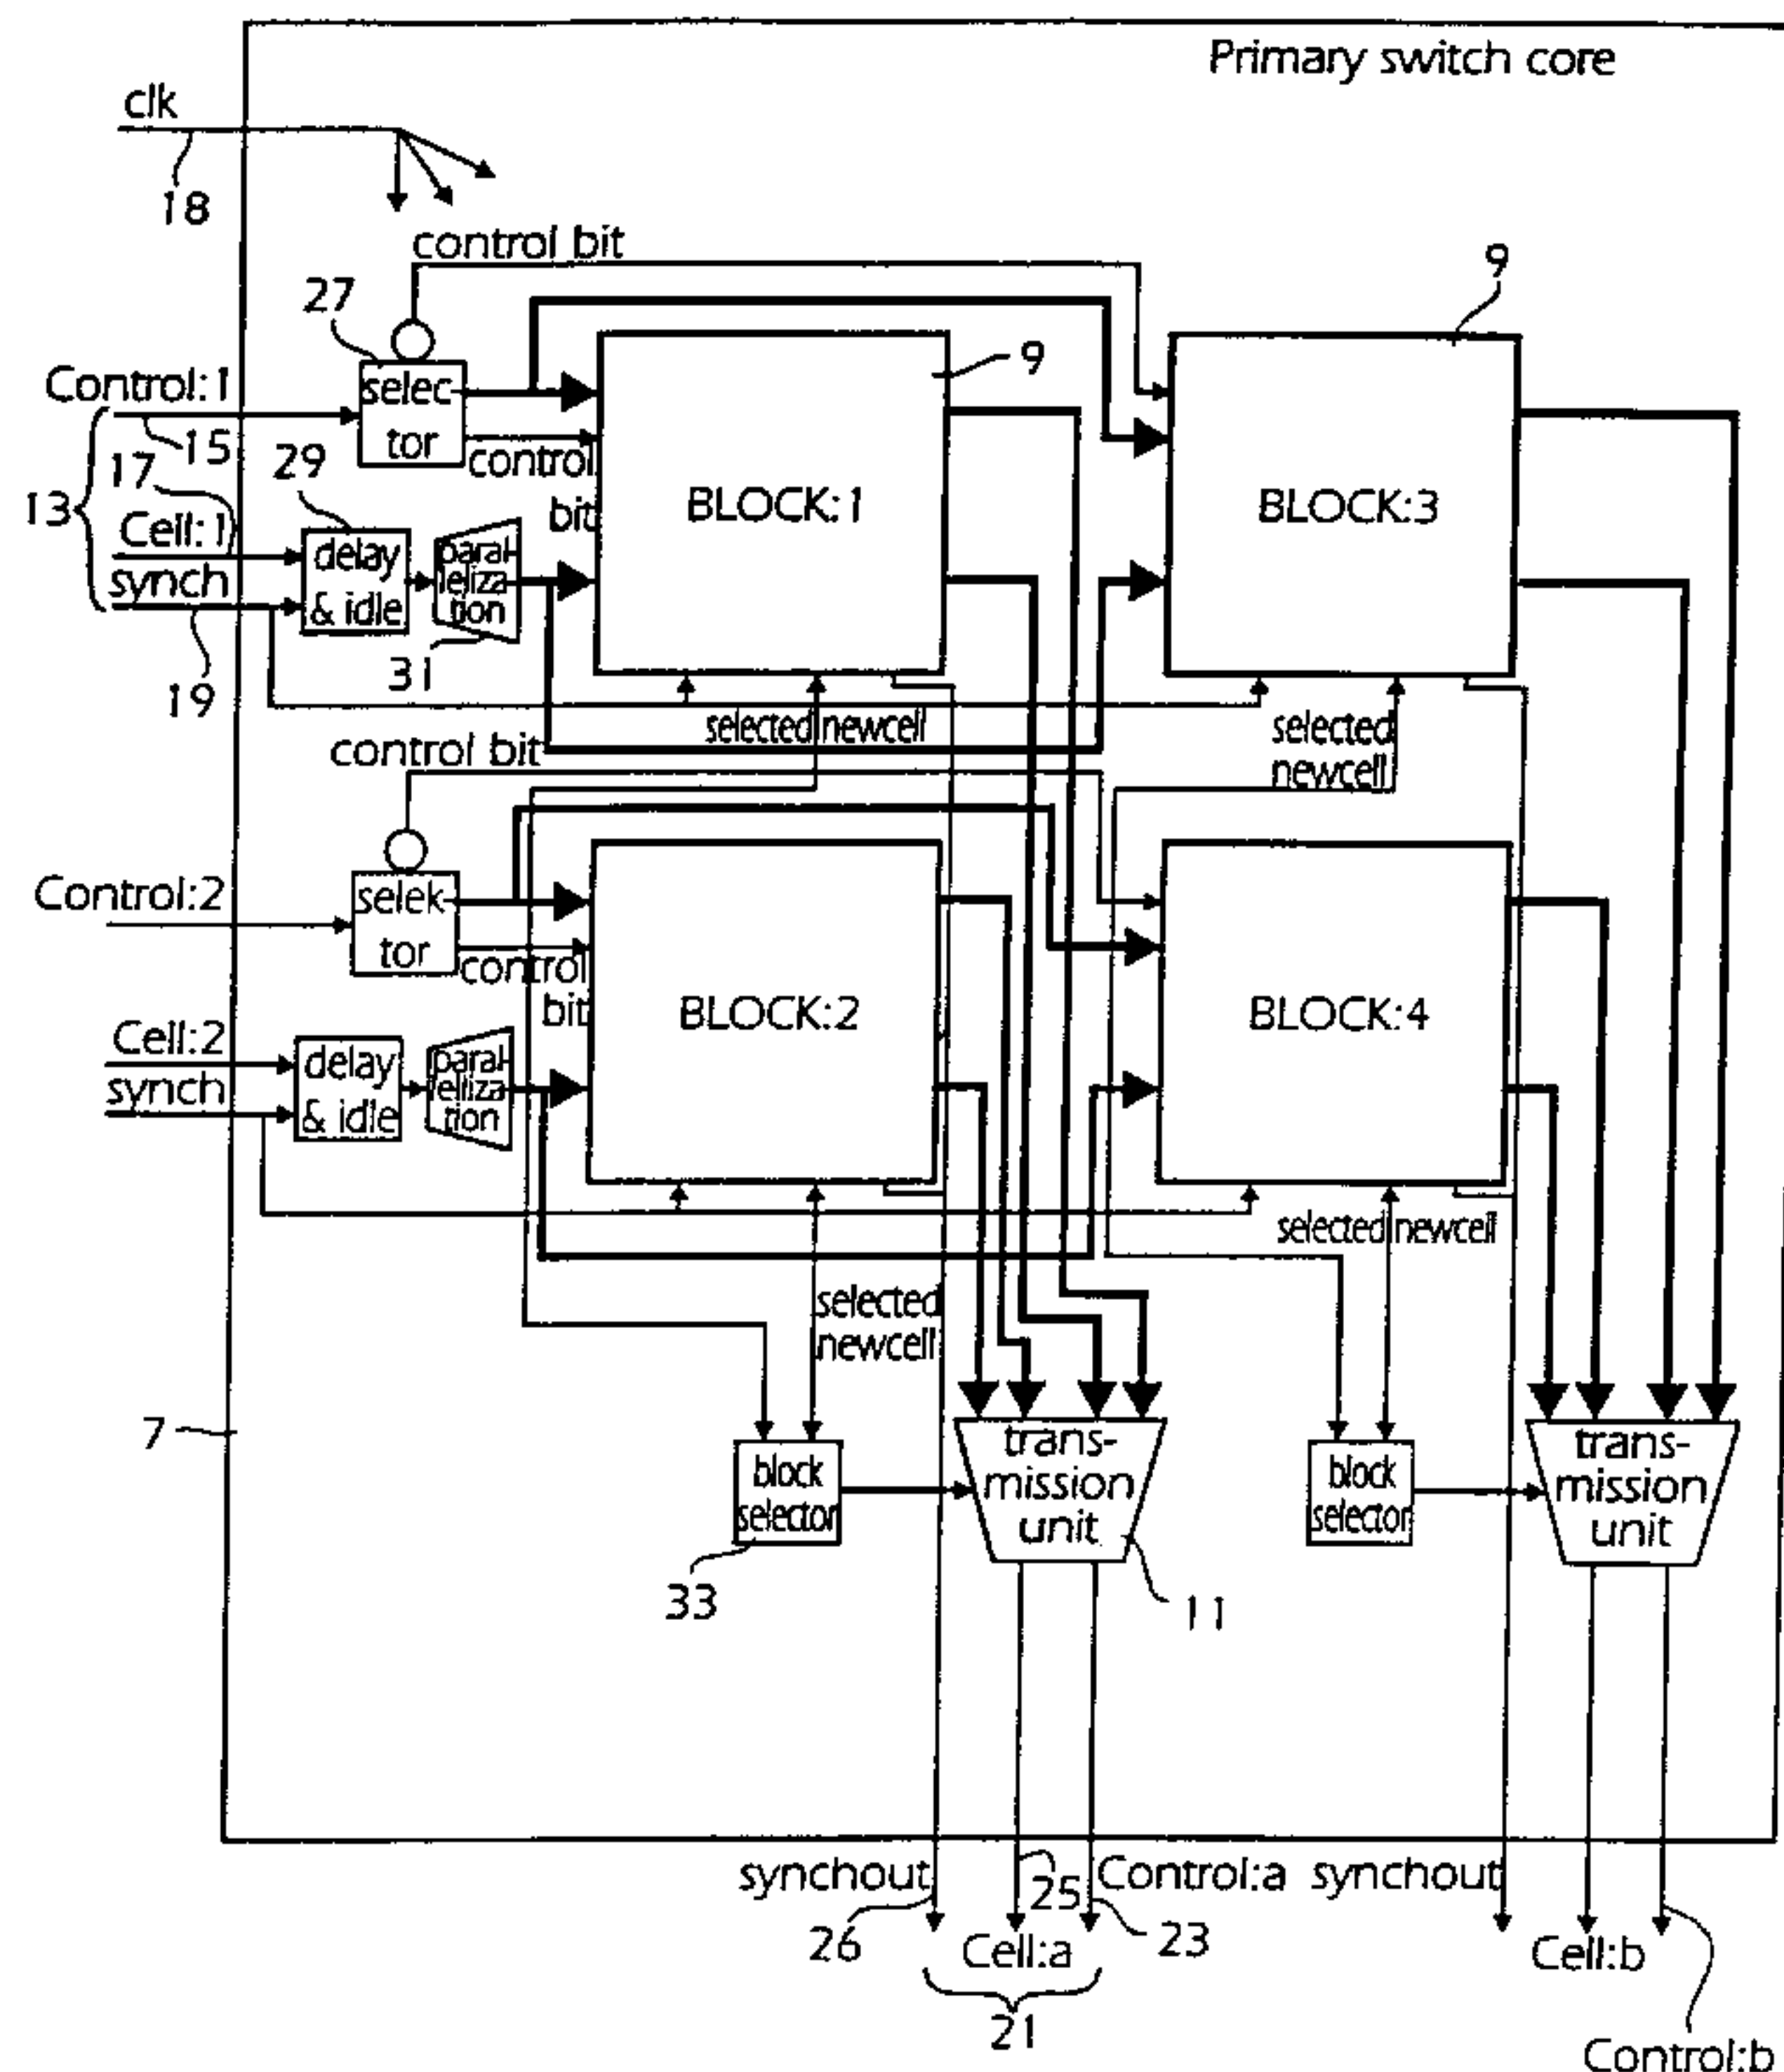 Primary switch core
clk
18
control bit
27
9
9
Control:1
selec-
tor
15
control
bit
17
29
13
Cell:1
synch
delay
& idle
paral-
leliza
tion
BLOCK:1
BLOCK:3
31
19
selected newcell
selected
newcell
control bit
Control:2
selek-
tor
control
bit
BLOCK:2
BLOCK:4
Cell:2
synch
delay
& idle
paral-
elliza
tion
selected newcell
selected
newcell
7
block
selector
trans-
mission
unit
block
selector
trans-
mission
unit
33
11
synchout
25
Control:a
synchout
26
Cell:a
23
Cell:b
21
Control:b